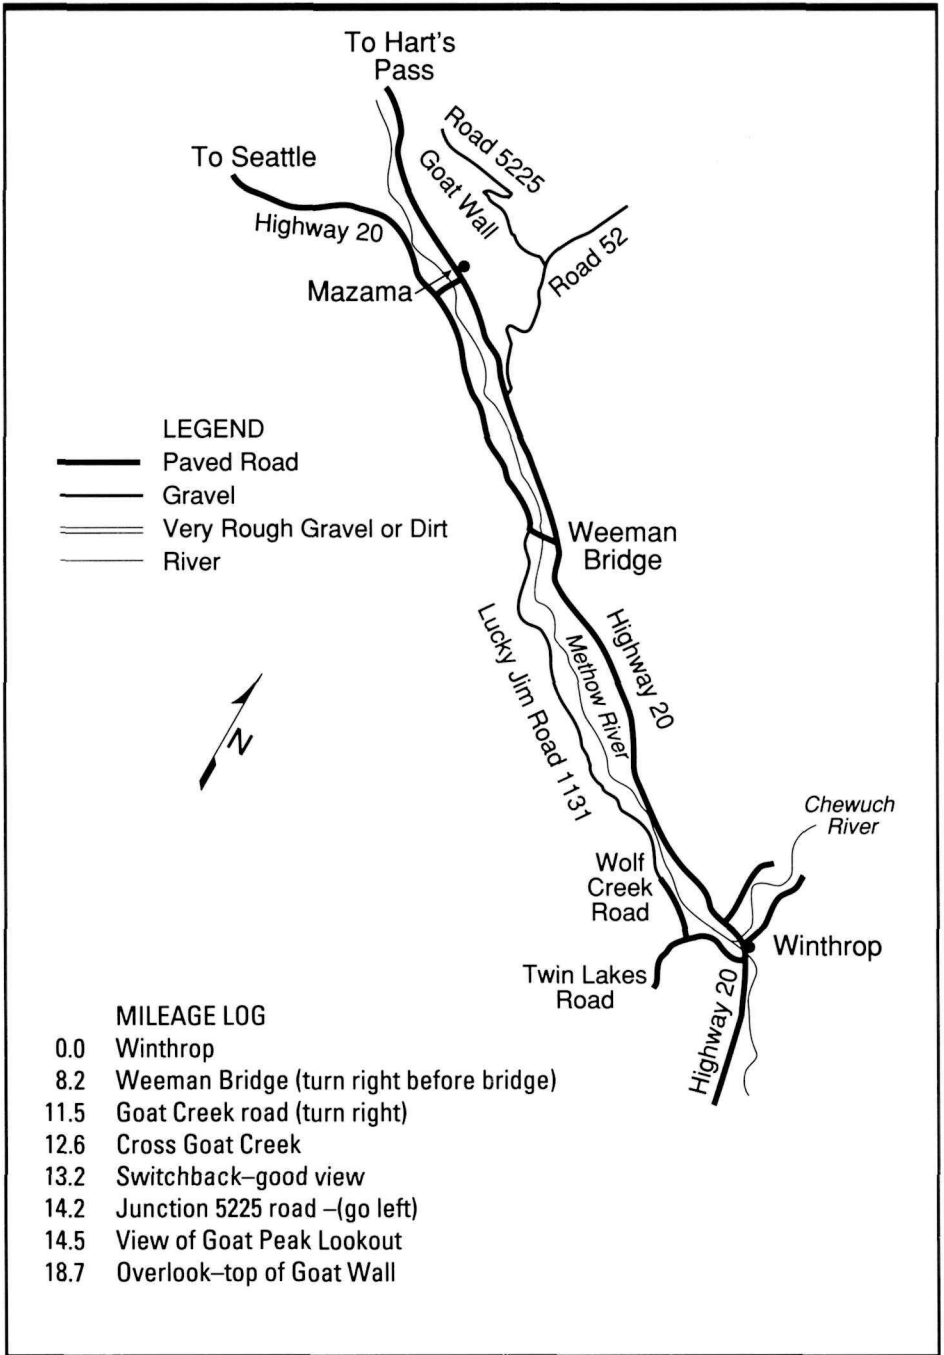 To Hart's
Pass
Road 5225
To Seattle
Goat Wall
Highway 20
Road 52
Mazama
LEGEND
Paved Road
Gravel
Very Rough Gravel or Dirt
River
Weeman
Bridge
Lucky Jim Road 1131
Methow River
Highway 20
N
Chewuch
River
Wolf
Creek
Road
Winthrop
Twin Lakes
Road
Highway 20
MILEAGE LOG
0.0 Winthrop
8.2 Weeman Bridge (turn right before bridge)
11.5 Goat Creek road (turn right)
12.6 Cross Goat Creek
13.2 Switchback–good view
14.2 Junction 5225 road –(go left)
14.5 View of Goat Peak Lookout
18.7 Overlook–top of Goat Wall